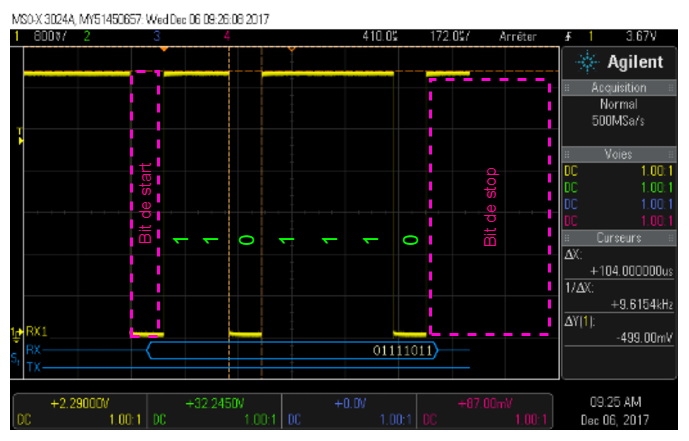 MSO-X 3024A, MY51450657: Wed Dec 06 09:26:08 2017
1 800▽/ 2 3 4 410.0% 172.0%/ Arrêter 1 3.67V
Agilent
Acquisition
Normal
500MSa/s
Voies
DC 1.00:1
DC 1.00:1
DC 1.00:1
DC 1.00:1
Curseurs
ΔX:
+104.000000us
1/ΔX:
+9.6154kHz
ΔY(1):
-499.00mV
Bit de start
1 1 0 1 1 1 0
Bit de stop
RX1
RX 01111011
S1
TX
+2.29000V +32.2450V +0.0V +87.00mV
DC 1.00:1 DC 1.00:1 DC 1.00:1 DC 1.00:1
09:25 AM
Dec 06, 2017